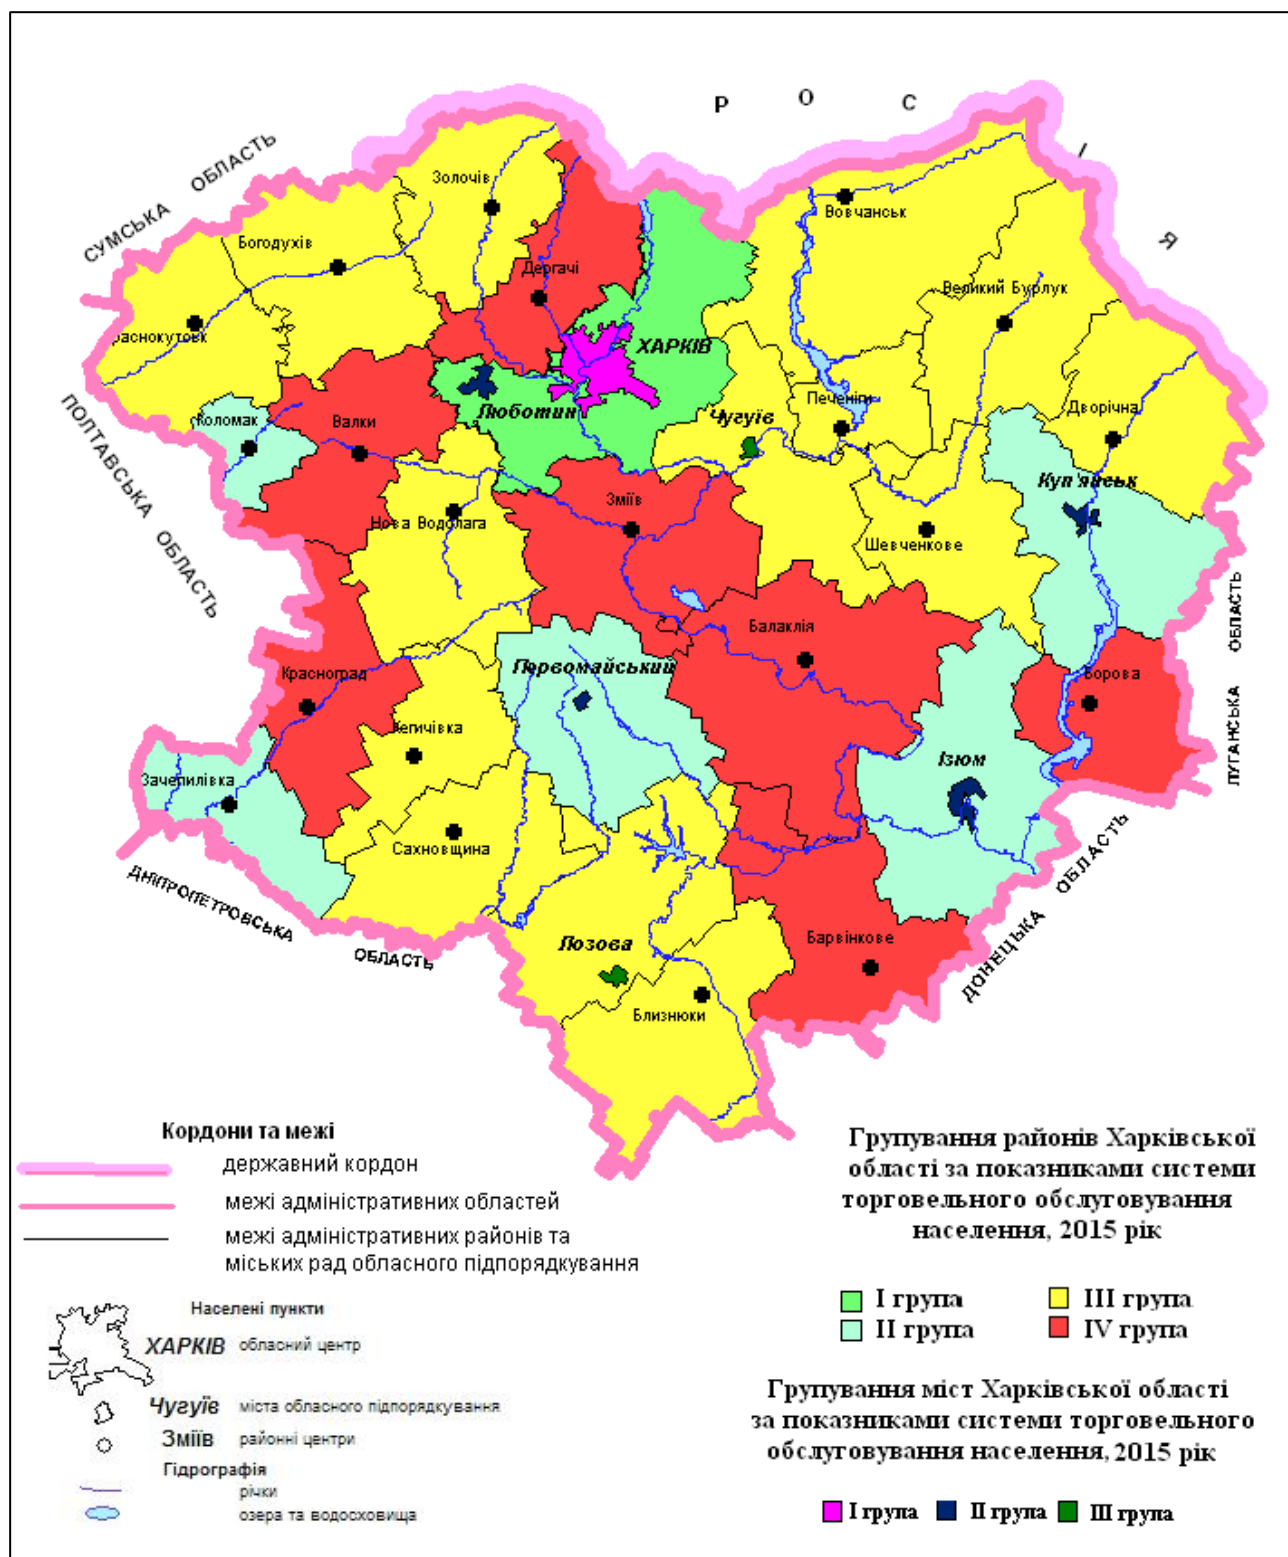 Р О С І Я
СУМСЬКА ОБЛАСТЬ
Золочів
Вовчанськ
Богодухів
Дергачі
Великий Бурлук
раснокутовк
ХАРКІВ
Люботин
Чугуїв
Печеніги
Дворічна
ПОЛТАВСЬКА ОБЛАСТЬ
Коломак
Валки
Куп'янськ
Нова Водолага
Зміїв
Шевченкове
Балаклія
ЛУГАНСЬКА ОБЛАСТЬ
Красноград
Первомайський
Борова
Кегичівка
Ізюм
Зачепилівка
Сахновщина
ДНІПРОПЕТРОВСЬКА ОБЛАСТЬ
Лозова
Барвінкове
ДОНЕЦЬКА ОБЛАСТЬ
Близнюки
Кордони та межі
державний кордон
межі адміністративних областей
межі адміністративних районів та
міських рад обласного підпорядкування
Населені пункти
ХАРКІВ обласний центр
Чугуїв міста обласного підпорядкування
Зміїв районні центри
Гідрографія
річки
озера та водосховища
Групування районів Харківської
області за показниками системи
торговельного обслуговування
населення, 2015 рік
I група III група
II група IV група
Групування міст Харківської області
за показниками системи торговельного
обслуговування населення, 2015 рік
I група II група III група